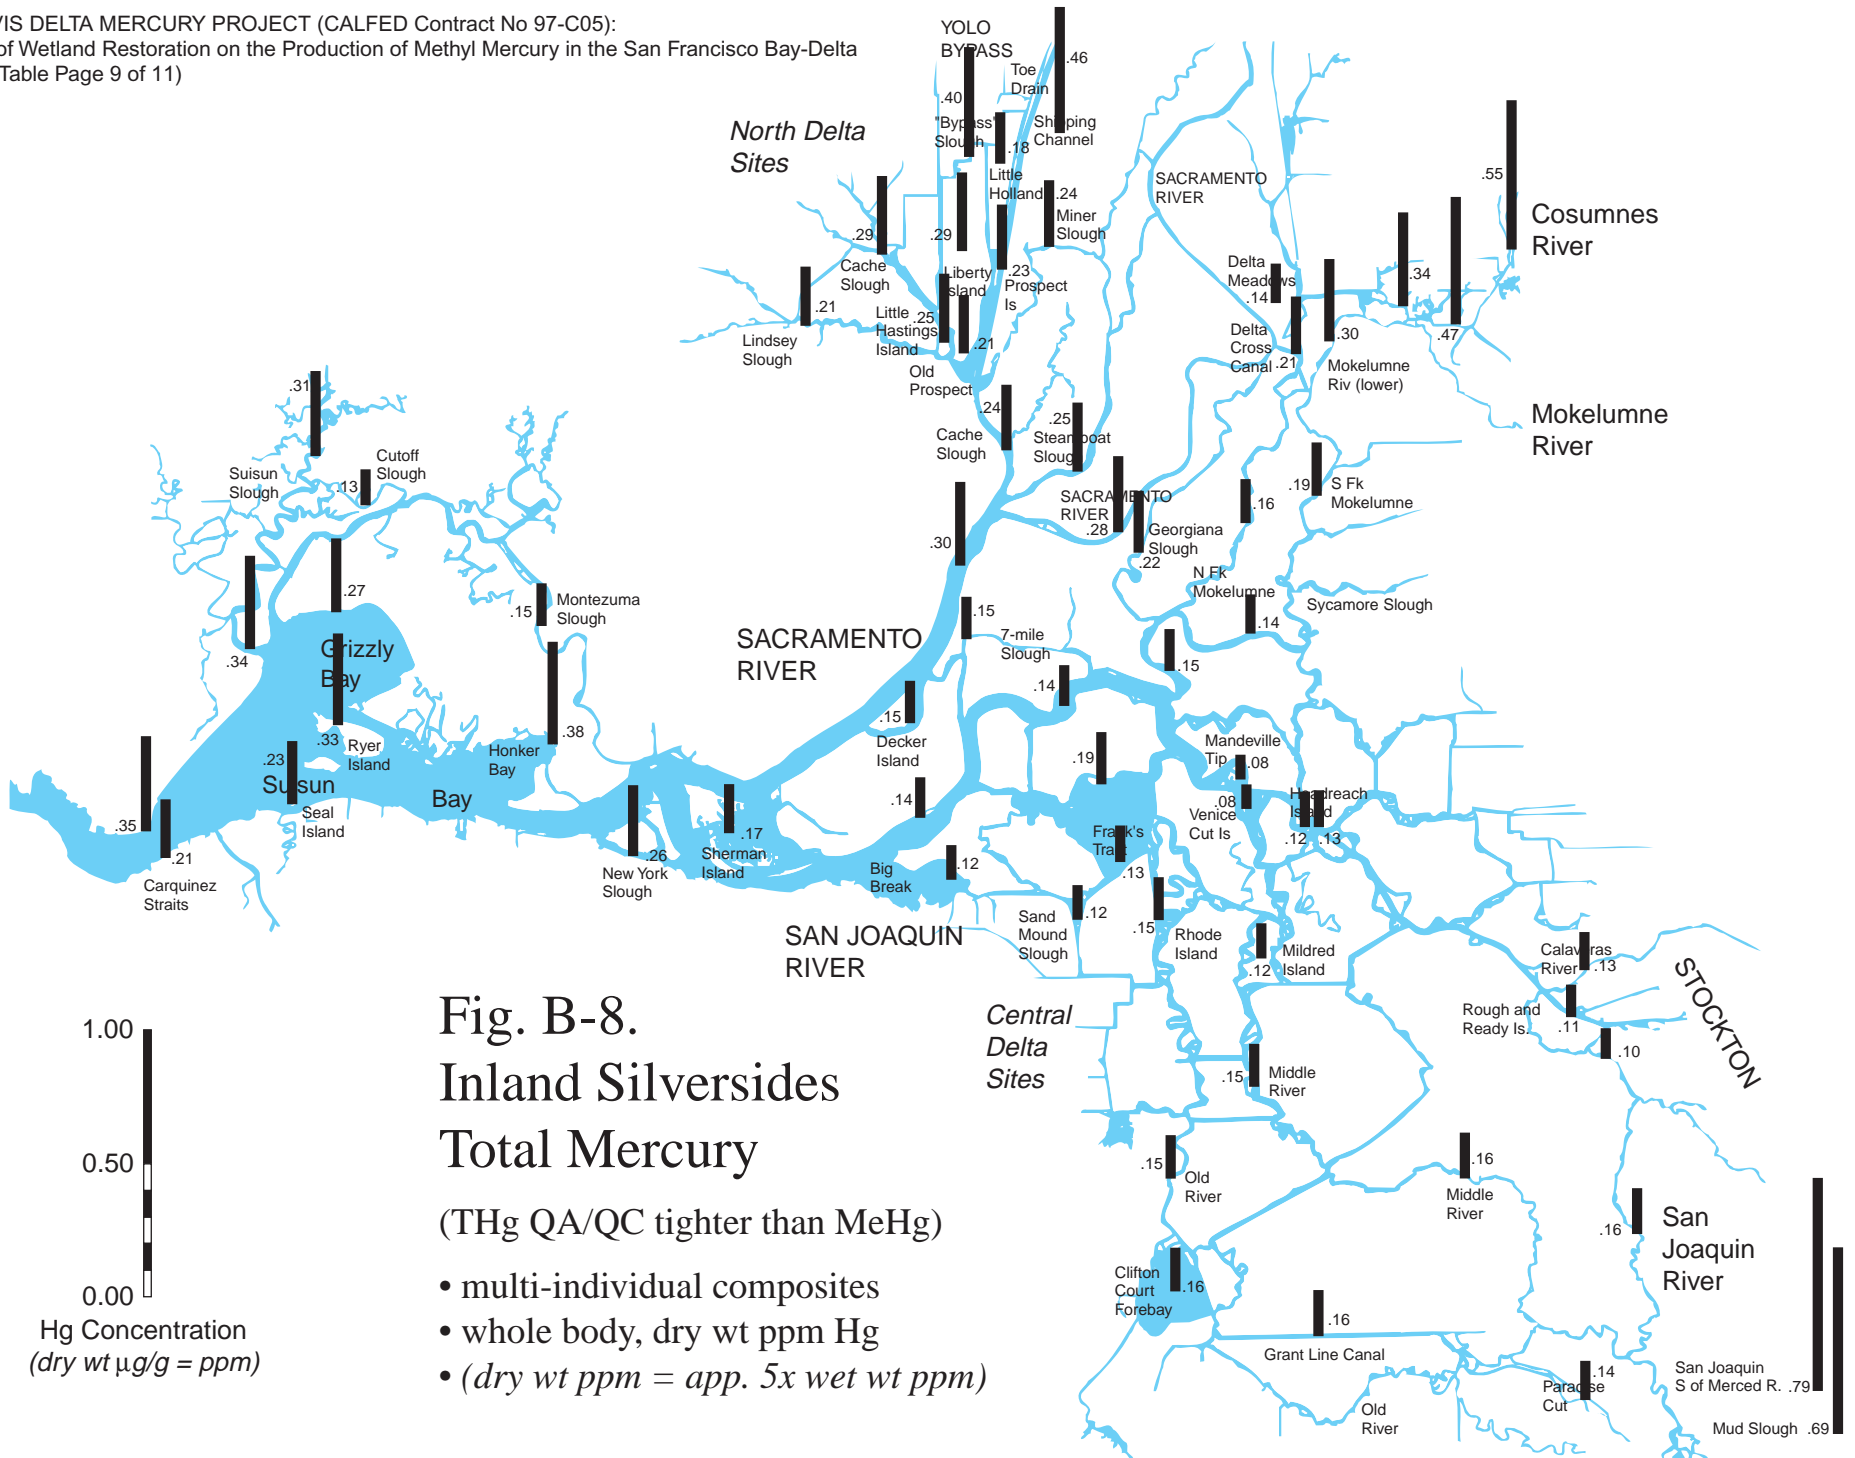 VIS DELTA MERCURY PROJECT (CALFED Contract No 97-C05):
of Wetland Restoration on the Production of Methyl Mercury in the San Francisco Bay-Delta
(Table Page 9 of 11)
North Delta
Sites
YOLO
BYPASS
.40
"Bypass"
Slough
Toe
Drain
.18
.46
Shipping
Channel
Little
Holland
.24
Miner
Slough
.29
Cache
Slough
.29
Liberty
Island
.23
Prospect
Is
.21
Lindsey
Slough
Little
Hastings
Island
.25
.21
Old
Prospect
SACRAMENTO
RIVER
Delta
Meadows
.14
Delta
Cross
Canal
.21
.30
Mokelumne
Riv (lower)
.34
.47
.55
Cosumnes
River
Mokelumne
River
.24
Cache
Slough
.25
Steamboat
Slough
SACRAMENTO
RIVER
.28
Georgiana
Slough
.22
.16
.19
S Fk
Mokelumne
N Fk
Mokelumne
.14
Sycamore Slough
.31
Suisun
Slough
.13
Cutoff
Slough
.27
.34
Grizzly
Bay
.15
Montezuma
Slough
.33
Ryer
Island
.38
Honker
Bay
.23
Suisun
Bay
Seal
Island
.35
.21
Carquinez
Straits
.30
.15
SACRAMENTO
RIVER
7-mile
Slough
.14
.15
.15
Decker
Island
.14
.26
New York
Slough
.17
Sherman
Island
Big
Break
.12
SAN JOAQUIN
RIVER
.19
Frank's
Tract
.13
Mandeville
Tip
.08
.08
Venice
Cut Is
Headreach
Island
.12
.13
Sand
Mound
Slough
.12
.15
Rhode
Island
.12
Mildred
Island
Calaveras
River
.13
Rough and
Ready Is.
.11
.10
STOCKTON
Central
Delta
Sites
.15
Middle
River
.15
Old
River
.16
Middle
River
.16
San
Joaquin
River
Clifton
Court
Forebay
.16
.16
Grant Line Canal
Old
River
.14
Paradise
Cut
San Joaquin
S of Merced R. .79
Mud Slough .69
1.00
0.50
0.00
Hg Concentration
(dry wt µg/g = ppm)
Fig. B-8.
Inland Silversides
Total Mercury
(THg QA/QC tighter than MeHg)
• multi-individual composites
• whole body, dry wt ppm Hg
• (dry wt ppm = app. 5x wet wt ppm)